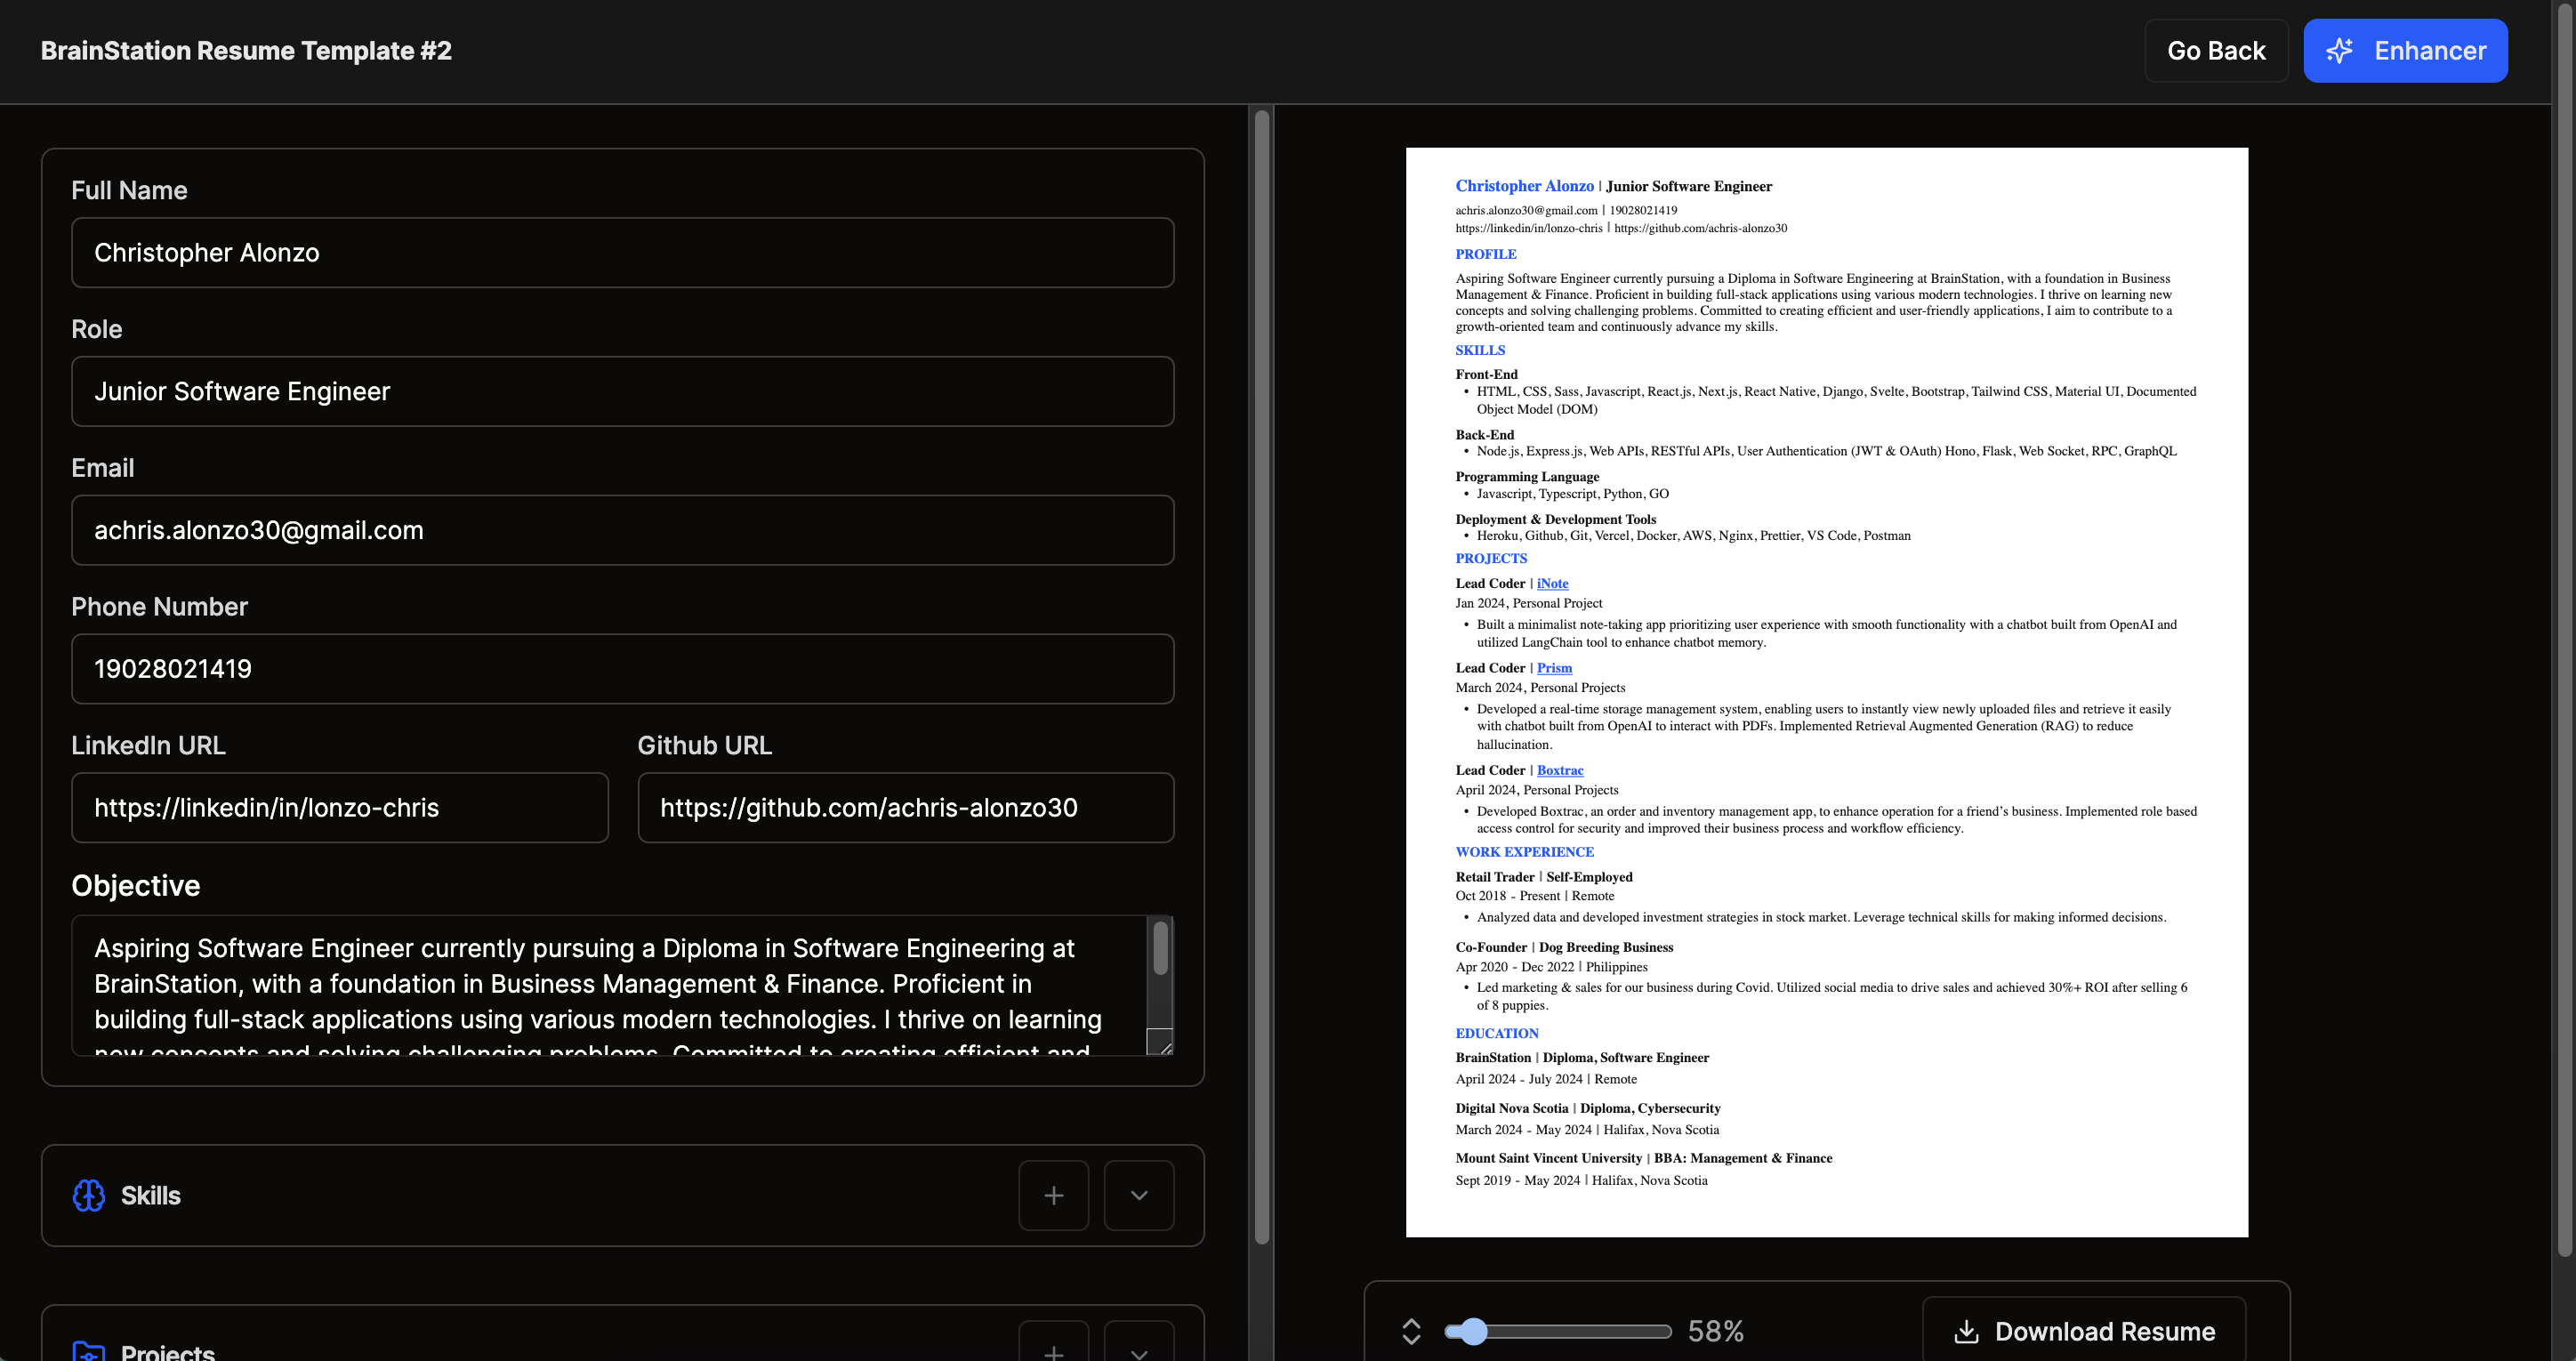 BrainStation Resume Template #2
Go Back
Enhancer
Full Name
Christopher Alonzo
Role
Junior Software Engineer
Email
achris.alonzo30@gmail.com
Phone Number
19028021419
LinkedIn URL
Github URL
https://linkedin/in/lonzo-chris
https://github.com/achris-alonzo30
Objective
Aspiring Software Engineer currently pursuing a Diploma in Software Engineering at
BrainStation, with a foundation in Business Management & Finance. Proficient in
building full-stack applications using various modern technologies. I thrive on learning
new concepts and solving challenging problems. Committed to creating efficient and
Skills
Projects
Christopher Alonzo | Junior Software Engineer
achris.alonzo30@gmail.com | 19028021419
https://linkedin/in/lonzo-chris | https://github.com/achris-alonzo30
PROFILE
Aspiring Software Engineer currently pursuing a Diploma in Software Engineering at BrainStation, with a foundation in Business
Management & Finance. Proficient in building full-stack applications using various modern technologies. I thrive on learning new
concepts and solving challenging problems. Committed to creating efficient and user-friendly applications, I aim to contribute to a
growth-oriented team and continuously advance my skills.
SKILLS
Front-End
• HTML, CSS, Sass, Javascript, React.js, Next.js, React Native, Django, Svelte, Bootstrap, Tailwind CSS, Material UI, Documented
Object Model (DOM)
Back-End
• Node.js, Express.js, Web APIs, RESTful APIs, User Authentication (JWT & OAuth) Hono, Flask, Web Socket, RPC, GraphQL
Programming Language
• Javascript, Typescript, Python, GO
Deployment & Development Tools
• Heroku, Github, Git, Vercel, Docker, AWS, Nginx, Prettier, VS Code, Postman
PROJECTS
Lead Coder | iNote
Jan 2024, Personal Project
• Built a minimalist note-taking app prioritizing user experience with smooth functionality with a chatbot built from OpenAI and
utilized LangChain tool to enhance chatbot memory.
Lead Coder | Prism
March 2024, Personal Projects
• Developed a real-time storage management system, enabling users to instantly view newly uploaded files and retrieve it easily
with chatbot built from OpenAI to interact with PDFs. Implemented Retrieval Augmented Generation (RAG) to reduce
hallucination.
Lead Coder | Boxtrac
April 2024, Personal Projects
• Developed Boxtrac, an order and inventory management app, to enhance operation for a friend's business. Implemented role based
access control for security and improved their business process and workflow efficiency.
WORK EXPERIENCE
Retail Trader | Self-Employed
Oct 2018 - Present | Remote
• Analyzed data and developed investment strategies in stock market. Leverage technical skills for making informed decisions.
Co-Founder | Dog Breeding Business
Apr 2020 - Dec 2022 | Philippines
• Led marketing & sales for our business during Covid. Utilized social media to drive sales and achieved 30%+ ROI after selling 6
of 8 puppies.
EDUCATION
BrainStation | Diploma, Software Engineer
April 2024 - July 2024 | Remote
Digital Nova Scotia | Diploma, Cybersecurity
March 2024 - May 2024 | Halifax, Nova Scotia
Mount Saint Vincent University | BBA: Management & Finance
Sept 2019 - May 2024 | Halifax, Nova Scotia
58%
Download Resume